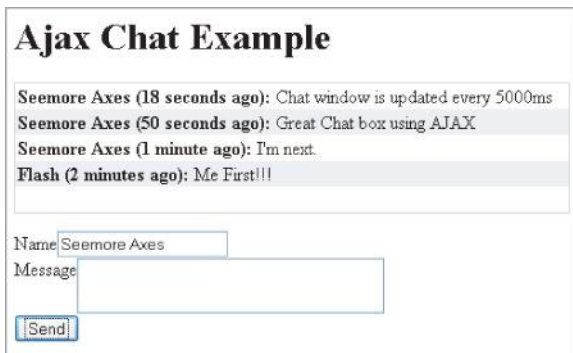 Ajax Chat Example
Seemore Axes (18 seconds ago): Chat window is updated every 5000ms
Seemore Axes (50 seconds ago): Great Chat box using AJAX
Seemore Axes (1 minute ago): I'm next.
Flash (2 minutes ago): Me First!!!
Name Seemore Axes
Message
Send